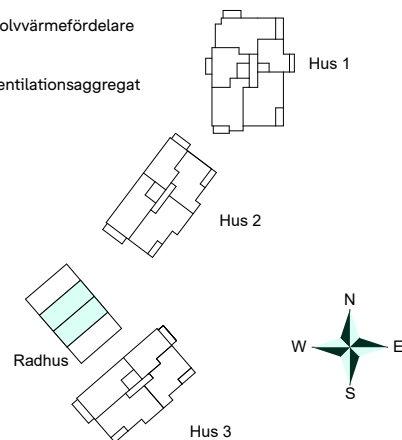 olvvärmefördelare
entilationsaggregat
Hus 1
Hus 2
N
W E
S
Radhus
Hus 3